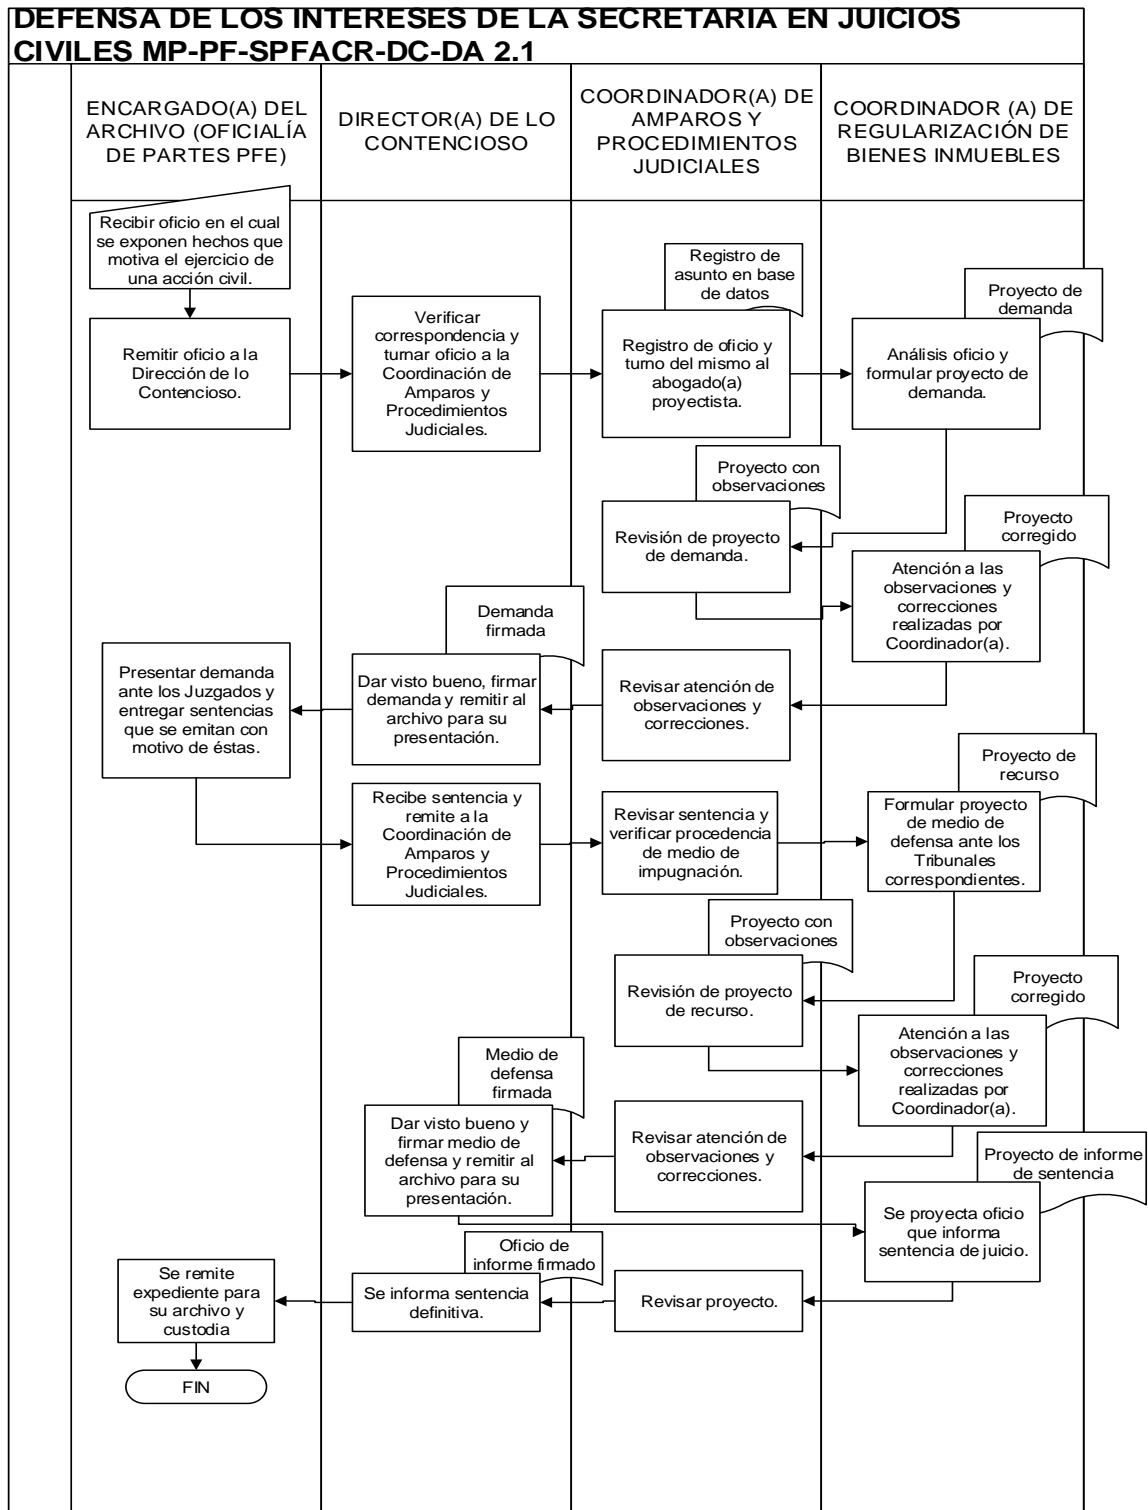 DEFENSA DE LOS INTERESES DE LA SECRETARIA EN JUICIOS
CIVILES MP-PF-SPFACR-DC-DA 2.1
ENCARGADO(A) DEL
ARCHIVO (OFICIALÍA
DE PARTES PFE)
DIRECTOR(A) DE LO
CONTENCIOSO
COORDINADOR(A) DE
AMPAROS Y
PROCEDIMIENTOS
JUDICIALES
COORDINADOR (A) DE
REGULARIZACIÓN DE
BIENES INMUEBLES
Recibir oficio en el cual
se exponen hechos que
motiva el ejercicio de
una acción civil.
Remitir oficio a la
Dirección de lo
Contencioso.
Verificar
correspondencia y
turnar oficio a la
Coordinación de
Amparos y
Procedimientos
Judiciales.
Registro de
asunto en base
de datos
Registro de oficio y
turno del mismo al
abogado(a)
proyectista.
Proyecto de
demanda
Análisis oficio y
formular proyecto de
demanda.
Proyecto con
observaciones
Revisión de proyecto
de demanda.
Proyecto
corregido
Atención a las
observaciones y
correcciones
realizadas por
Coordinador(a).
Revisar atención de
observaciones y
correcciones.
Demanda
firmada
Dar visto bueno, firmar
demanda y remitir al
archivo para su
presentación.
Presentar demanda
ante los Juzgados y
entregar sentencias
que se emitan con
motivo de éstas.
Recibe sentencia y
remite a la
Coordinación de
Amparos y
Procedimientos
Judiciales.
Revisar sentencia y
verificar procedencia
de medio de
impugnación.
Proyecto de
recurso
Formular proyecto
de medio de
defensa ante los
Tribunales
correspondientes.
Proyecto con
observaciones
Revisión de proyecto
de recurso.
Proyecto
corregido
Atención a las
observaciones y
correcciones
realizadas por
Coordinador(a).
Revisar atención de
observaciones y
correcciones.
Medio de
defensa
firmada
Dar visto bueno y
firmar medio de
defensa y remitir al
archivo para su
presentación.
Proyecto de informe
de sentencia
Se proyecta oficio
que informa
sentencia de juicio.
Revisar proyecto.
Oficio de
informe firmado
Se informa sentencia
definitiva.
Se remite
expediente para
su archivo y
custodia
FIN